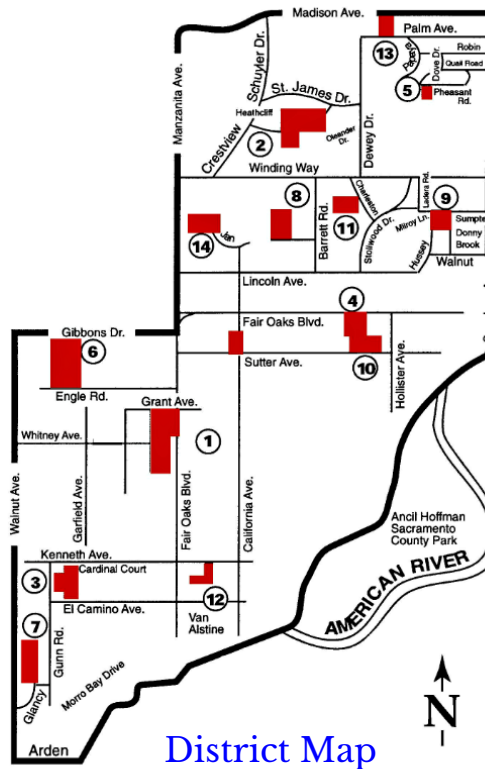 Madison Ave.
Palm Ave.
Schuyler Dr.
Manzanita Ave.
13
Robin
Dove Dr.
Quail Road
5
Pheasant
Rd.
St. James Dr.
Heathcliff
Crestview
2
Oleander Dr.
Dewey Dr.
Winding Way
8
Charleston
Ladera Rd.
9
Barrett Rd.
11
Stollwood Dr.
Milroy Ln.
Hussey
Sumpte
Donny
Brook
Walnut
14
Jan
Lincoln Ave.
4
Gibbons Dr.
Fair Oaks Blvd.
6
Sutter Ave.
10
Hollister Ave.
Engle Rd.
Grant Ave.
Whitney Ave.
1
Walnut Ave.
Garfield Ave.
Fair Oaks Blvd.
California Ave.
Ancil Hoffman
Sacramento
County Park
AMERICAN RIVER
Kenneth Ave.
3
Cardinal Court
12
El Camino Ave.
Van
Alstine
7
Gunn Rd.
Glancy
Morro Bay Drive
N
Arden
District Map